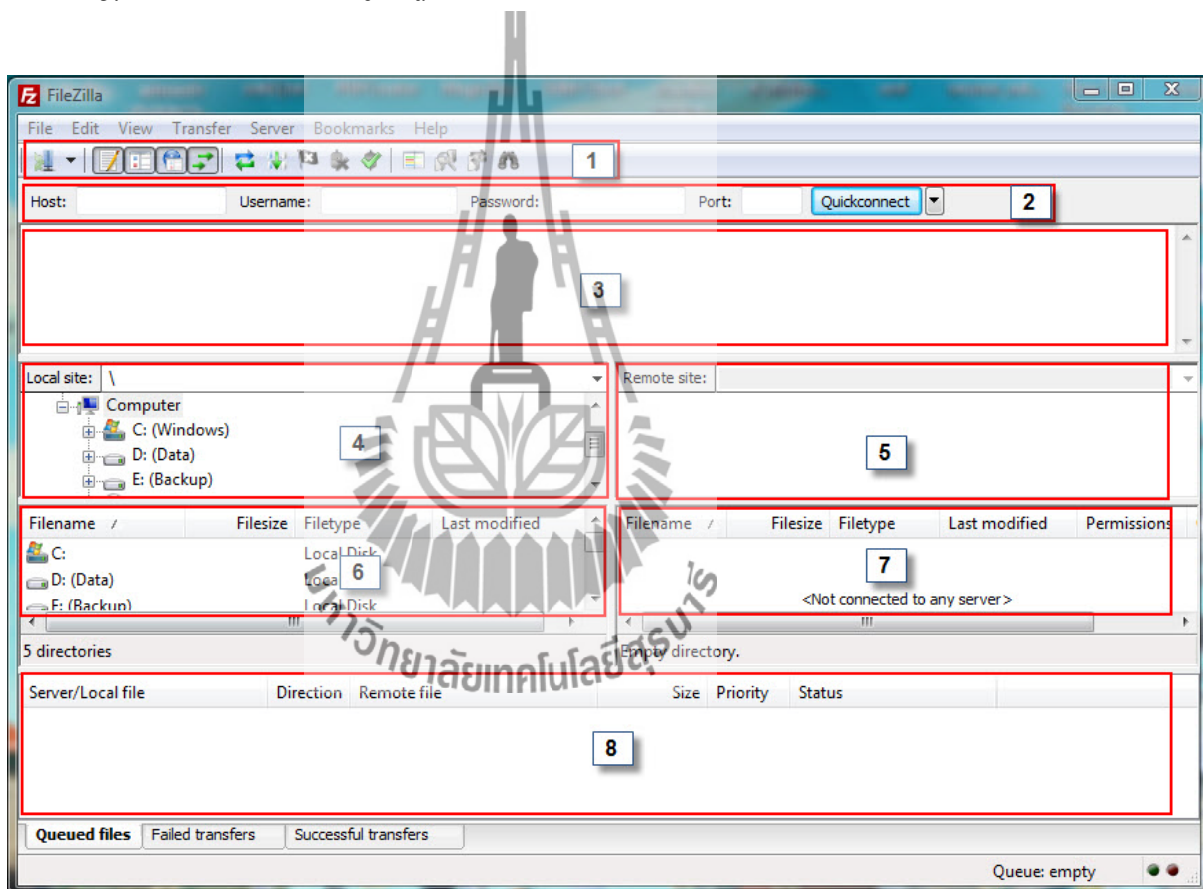 FileZilla
File Edit View Transfer Server Bookmarks Help
1
Host: Username: Password: Port: Quickconnect 2
3
Local site: \
Computer
C: (Windows)
D: (Data)
E: (Backup)
4
Remote site:
5
Filename / Filesize Filetype Last modified
C: Local Disk
D: (Data) Local
E: (Backup) Local Disk
6
5 directories
Filename / Filesize Filetype Last modified Permissions
7
<Not connected to any server>
Empty directory.
มหาวิทยาลัยเทคโนโลยีสุรนารี
Server/Local file Direction Remote file Size Priority Status
8
Queued files Failed transfers Successful transfers
Queue: empty